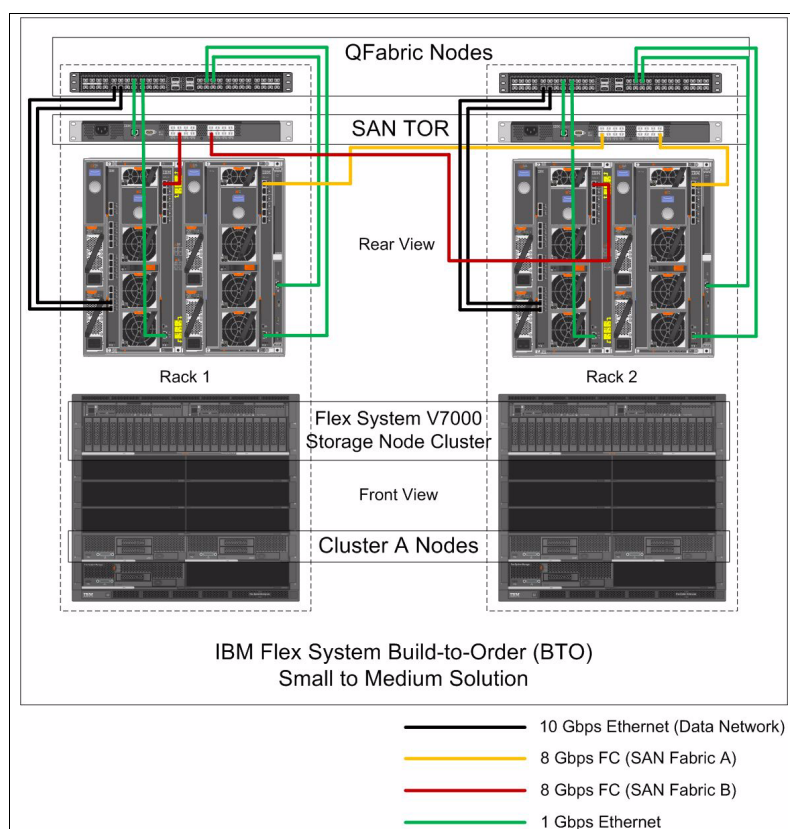 QFabric Nodes
SAN TOR
Rear View
Rack 1
Rack 2
Flex System V7000
Storage Node Cluster
Front View
Cluster A Nodes
IBM Flex System Build-to-Order (BTO)
Small to Medium Solution
10 Gbps Ethernet (Data Network)
8 Gbps FC (SAN Fabric A)
8 Gbps FC (SAN Fabric B)
1 Gbps Ethernet